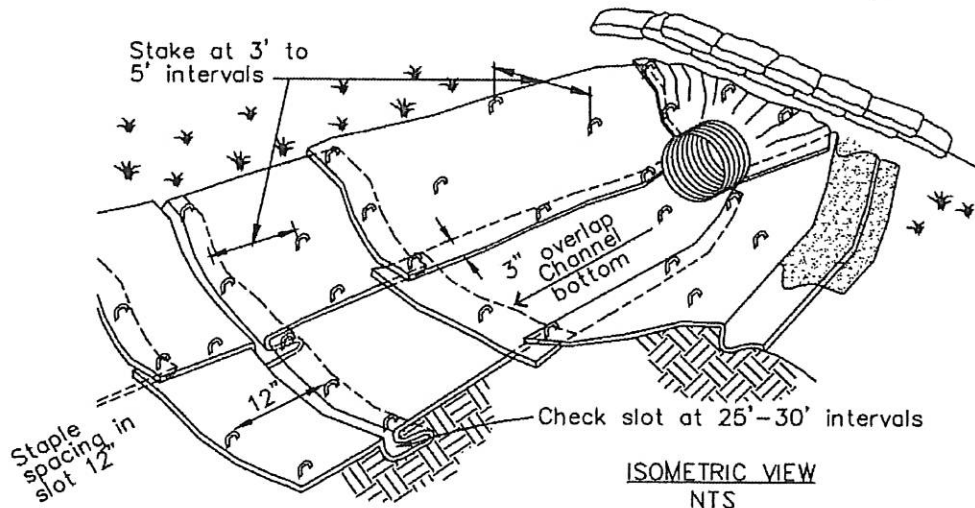 Stake at 3' to
5' intervals
3" overlap
Channel
bottom
12"
Staple
spacing in
slot 12"
Check slot at 25'-30' intervals
ISOMETRIC VIEW
NTS